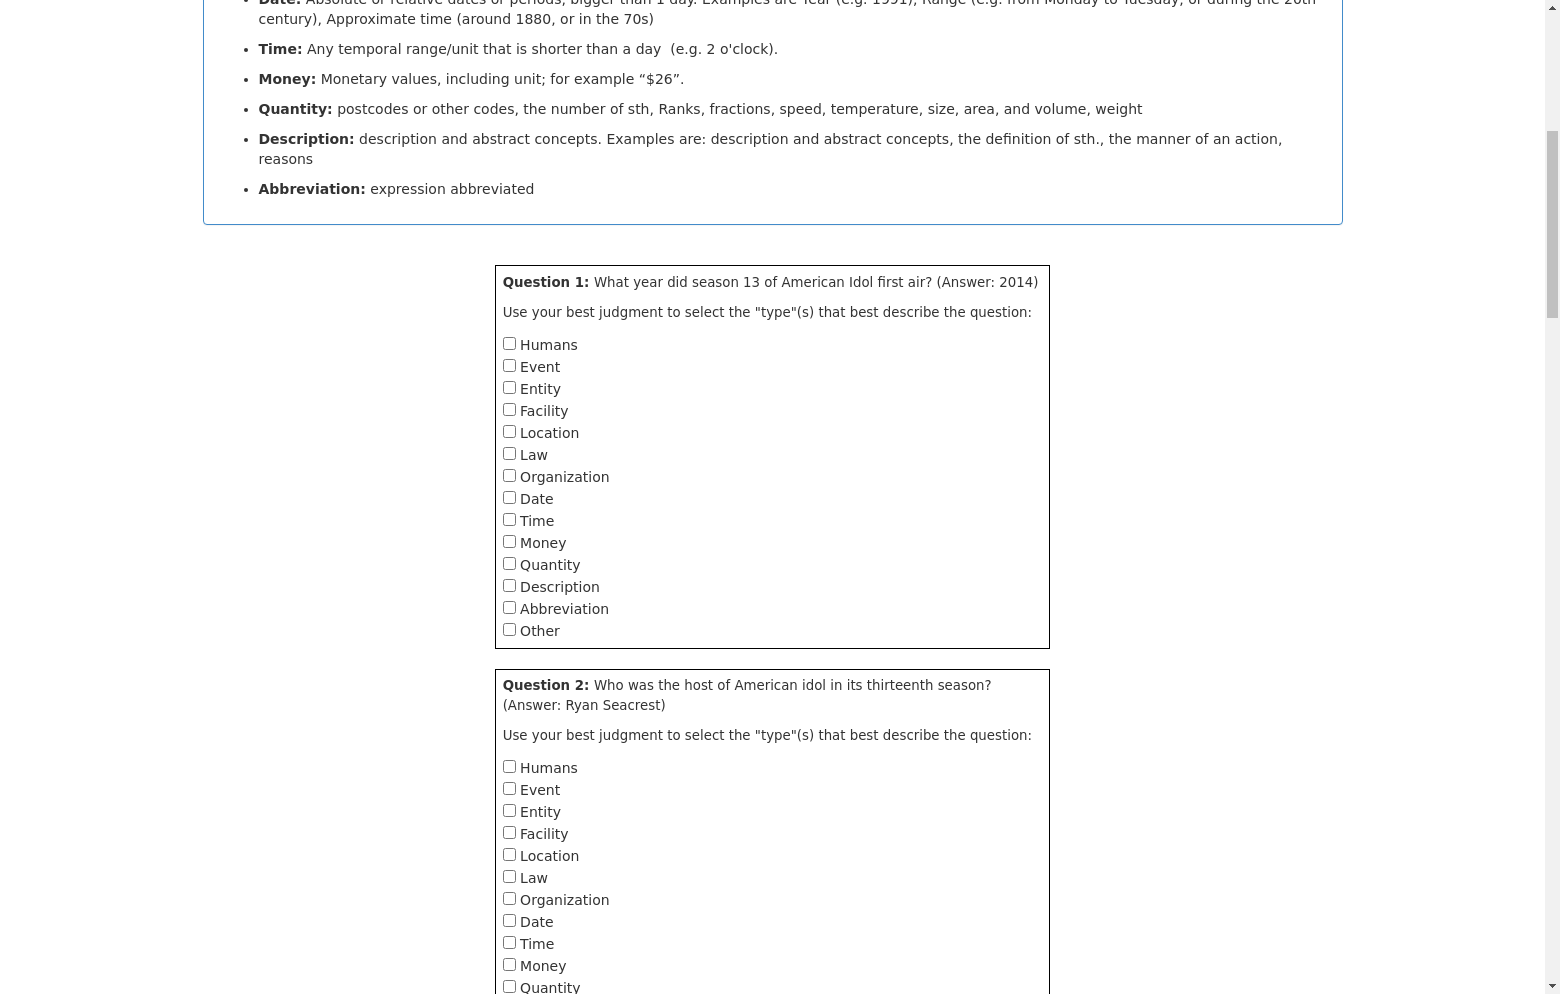 Date: Absolute or relative dates or periods, bigger than 1 day. Examples are Year (e.g. 1991), Range (e.g. from Monday to Tuesday, or during the 20th
century), Approximate time (around 1880, or in the 70s)
Time: Any temporal range/unit that is shorter than a day  (e.g. 2 o'clock).
Money: Monetary values, including unit; for example “$26”.
Quantity: postcodes or other codes, the number of sth, Ranks, fractions, speed, temperature, size, area, and volume, weight
Description: description and abstract concepts. Examples are: description and abstract concepts, the definition of sth., the manner of an action,
reasons
Abbreviation: expression abbreviated
Question 1: What year did season 13 of American Idol first air? (Answer: 2014)
Use your best judgment to select the "type"(s) that best describe the question:
Humans
Event
Entity
Facility
Location
Law
Organization
Date
Time
Money
Quantity
Description
Abbreviation
Other
Question 2: Who was the host of American idol in its thirteenth season?
(Answer: Ryan Seacrest)
Use your best judgment to select the "type"(s) that best describe the question:
Humans
Event
Entity
Facility
Location
Law
Organization
Date
Time
Money
Quantity